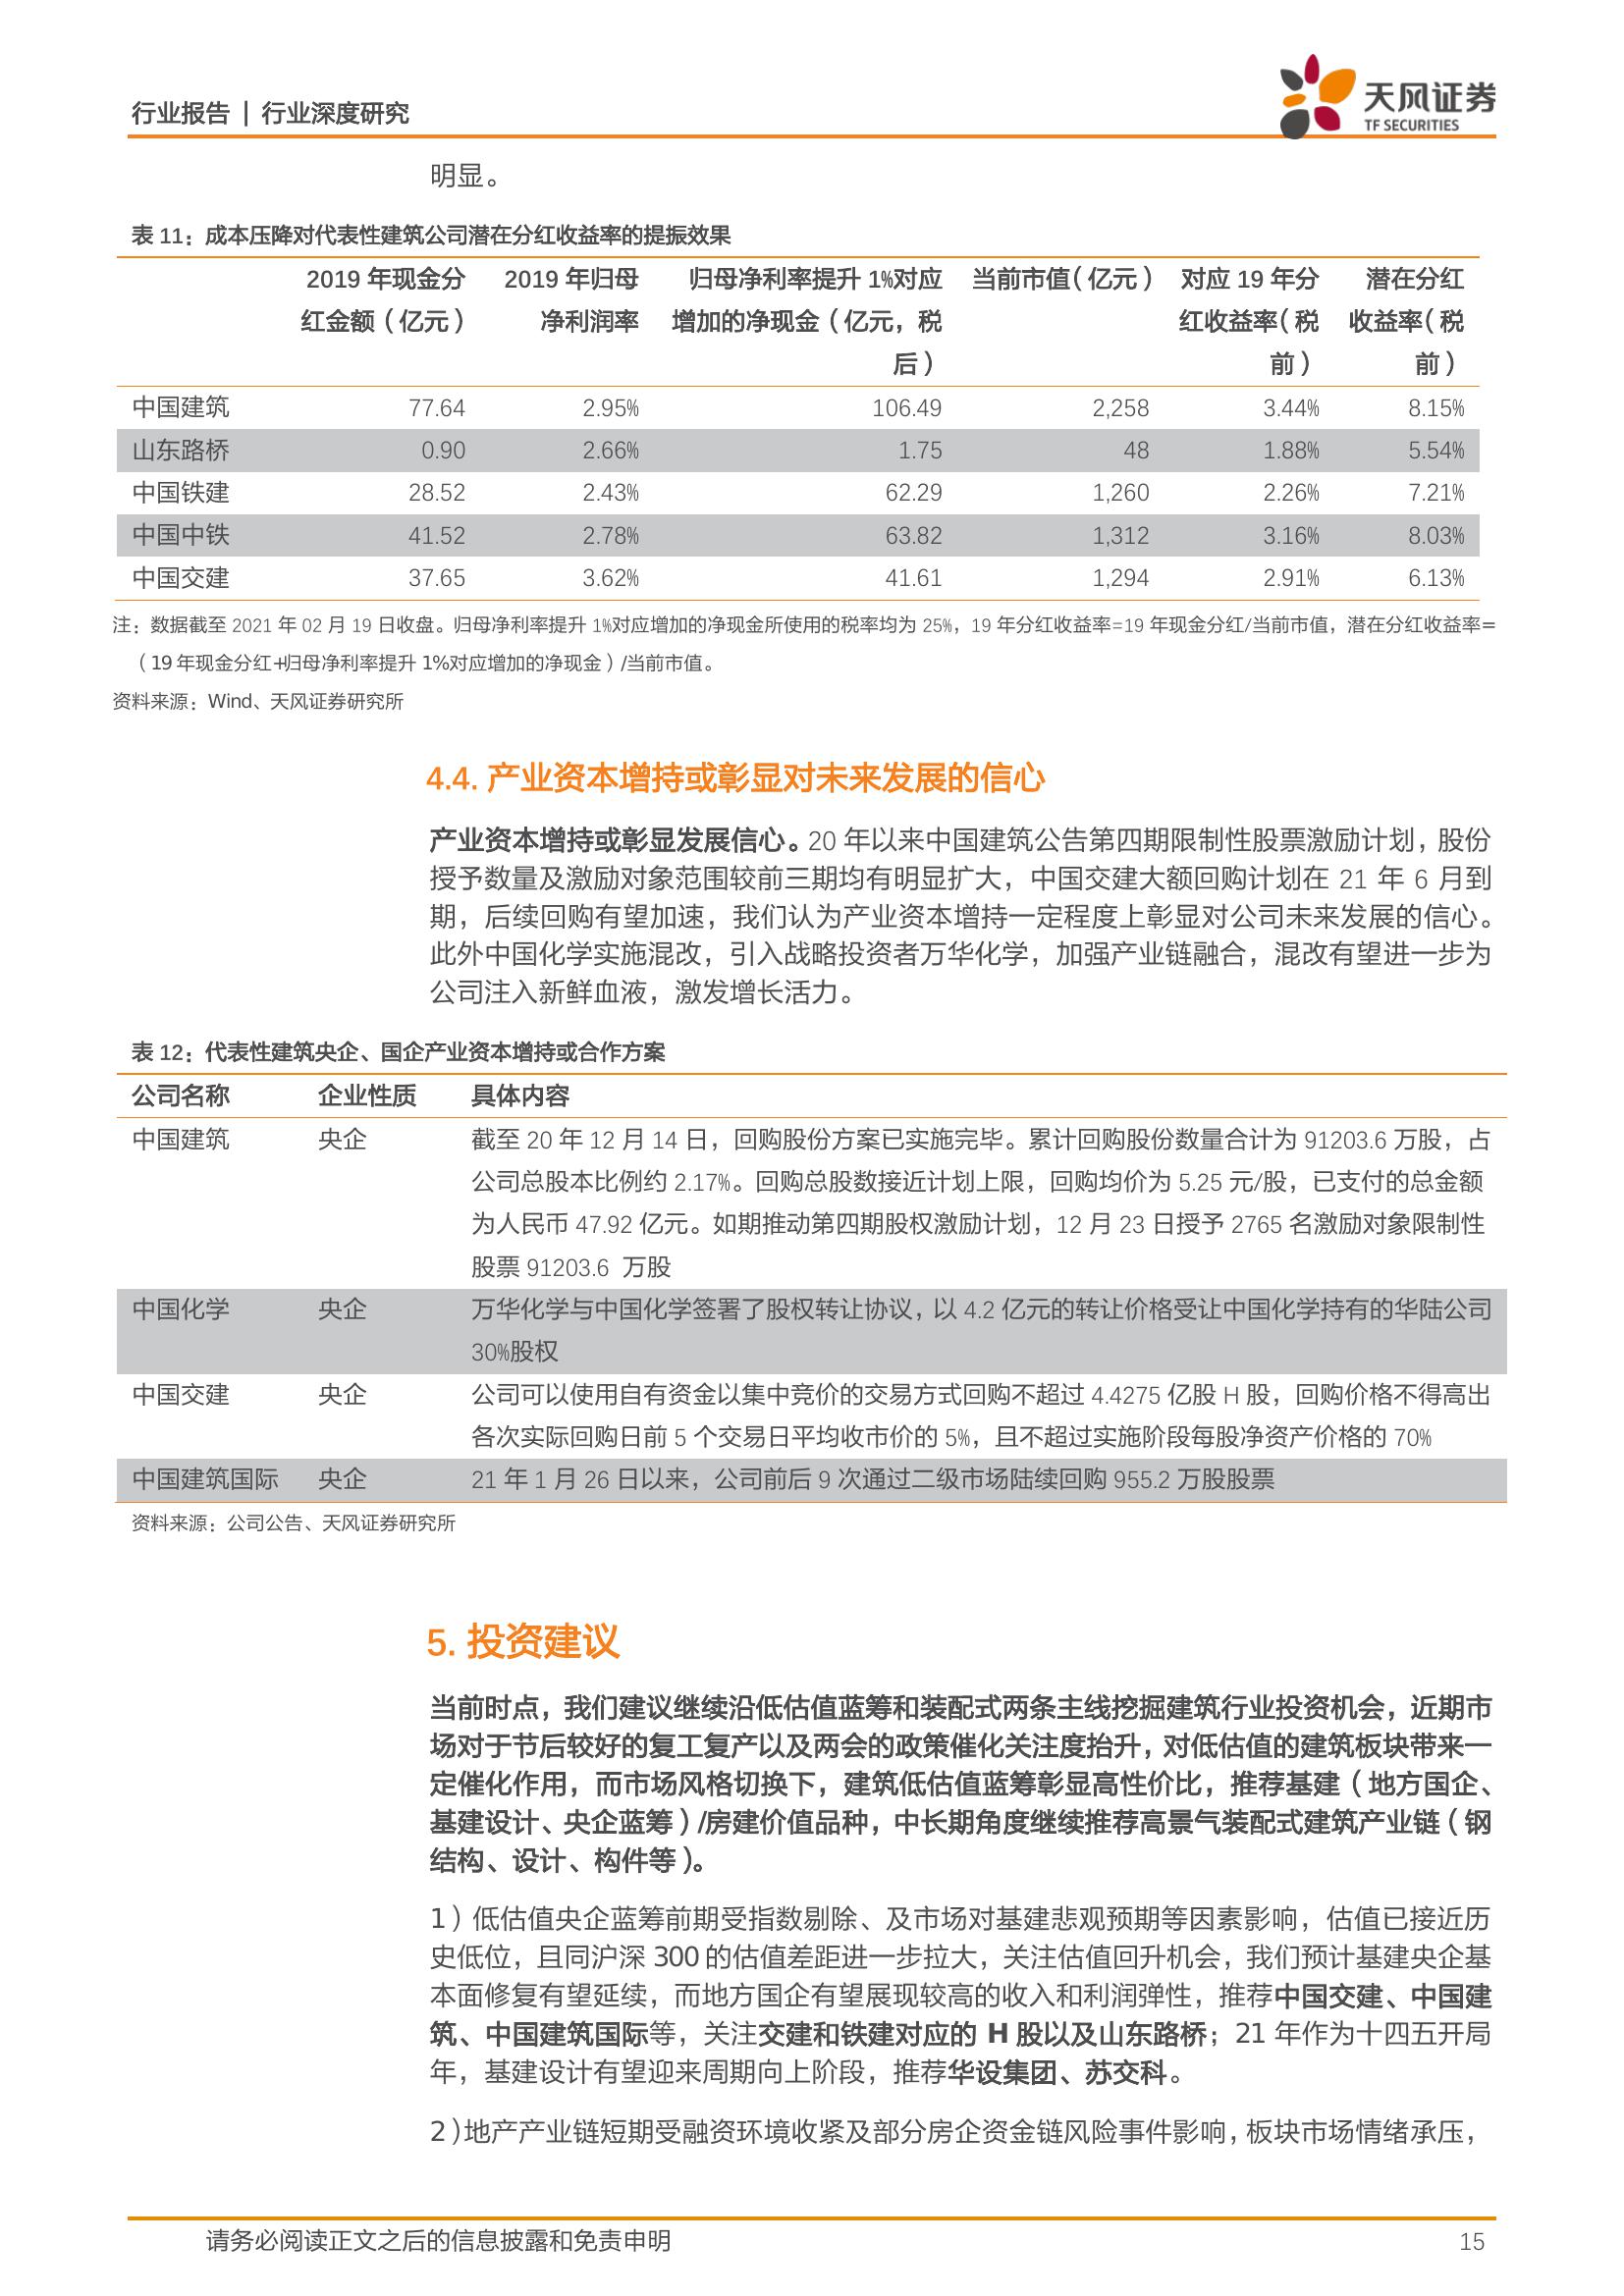 行业报告 | 行业深度研究
天风证券
TF SECURITIES
明显。
表 11：成本压降对代表性建筑公司潜在分红收益率的提振效果
2019 年现金分 2019 年归母 归母净利率提升 1%对应 当前市值（亿元） 对应 19 年分 潜在分红
红金额（亿元） 净利润率 增加的净现金（亿元，税 红收益率（税 收益率（税
后） 前） 前）
中国建筑 77.64 2.95% 106.49 2,258 3.44% 8.15%
山东路桥 0.90 2.66% 1.75 48 1.88% 5.54%
中国铁建 28.52 2.43% 62.29 1,260 2.26% 7.21%
中国中铁 41.52 2.78% 63.82 1,312 3.16% 8.03%
中国交建 37.65 3.62% 41.61 1,294 2.91% 6.13%
注：数据截至 2021 年 02 月 19 日收盘。归母净利率提升 1%对应增加的净现金所使用的税率均为 25%，19 年分红收益率=19 年现金分红/当前市值，潜在分红收益率=
（19 年现金分红+归母净利率提升 1%对应增加的净现金）/当前市值。
资料来源：Wind、天风证券研究所
4.4. 产业资本增持或彰显对未来发展的信心
产业资本增持或彰显发展信心。20 年以来中国建筑公告第四期限制性股票激励计划，股份
授予数量及激励对象范围较前三期均有明显扩大，中国交建大额回购计划在 21 年 6 月到
期，后续回购有望加速，我们认为产业资本增持一定程度上彰显对公司未来发展的信心。
此外中国化学实施混改，引入战略投资者万华化学，加强产业链融合，混改有望进一步为
公司注入新鲜血液，激发增长活力。
表 12：代表性建筑央企、国企产业资本增持或合作方案
公司名称 企业性质 具体内容
中国建筑 央企 截至 20 年 12 月 14 日，回购股份方案已实施完毕。累计回购股份数量合计为 91203.6 万股，占
公司总股本比例约 2.17%。回购总股数接近计划上限，回购均价为 5.25 元/股，已支付的总金额
为人民币 47.92 亿元。如期推动第四期股权激励计划，12 月 23 日授予 2765 名激励对象限制性
股票 91203.6 万股
中国化学 央企 万华化学与中国化学签署了股权转让协议，以 4.2 亿元的转让价格受让中国化学持有的华陆公司
30%股权
中国交建 央企 公司可以使用自有资金以集中竞价的交易方式回购不超过 4.4275 亿股 H 股，回购价格不得高出
各次实际回购日前 5 个交易日平均收市价的 5%，且不超过实施阶段每股净资产价格的 70%
中国建筑国际 央企 21 年 1 月 26 日以来，公司前后 9 次通过二级市场陆续回购 955.2 万股股票
资料来源：公司公告、天风证券研究所
5. 投资建议
当前时点，我们建议继续沿低估值蓝筹和装配式两条主线挖掘建筑行业投资机会，近期市
场对于节后较好的复工复产以及两会的政策催化关注度抬升，对低估值的建筑板块带来一
定催化作用，而市场风格切换下，建筑低估值蓝筹彰显高性价比，推荐基建（地方国企、
基建设计、央企蓝筹）/房建价值品种，中长期角度继续推荐高景气装配式建筑产业链（钢
结构、设计、构件等）。
1）低估值央企蓝筹前期受指数剔除、及市场对基建悲观预期等因素影响，估值已接近历
史低位，且同沪深 300 的估值差距进一步拉大，关注估值回升机会，我们预计基建央企基
本面修复有望延续，而地方国企有望展现较高的收入和利润弹性，推荐中国交建、中国建
筑、中国建筑国际等，关注交建和铁建对应的 H 股以及山东路桥；21 年作为十四五开局
年，基建设计有望迎来周期向上阶段，推荐华设集团、苏交科。
2）地产产业链短期受融资环境收紧及部分房企资金链风险事件影响，板块市场情绪承压，
请务必阅读正文之后的信息披露和免责申明 15